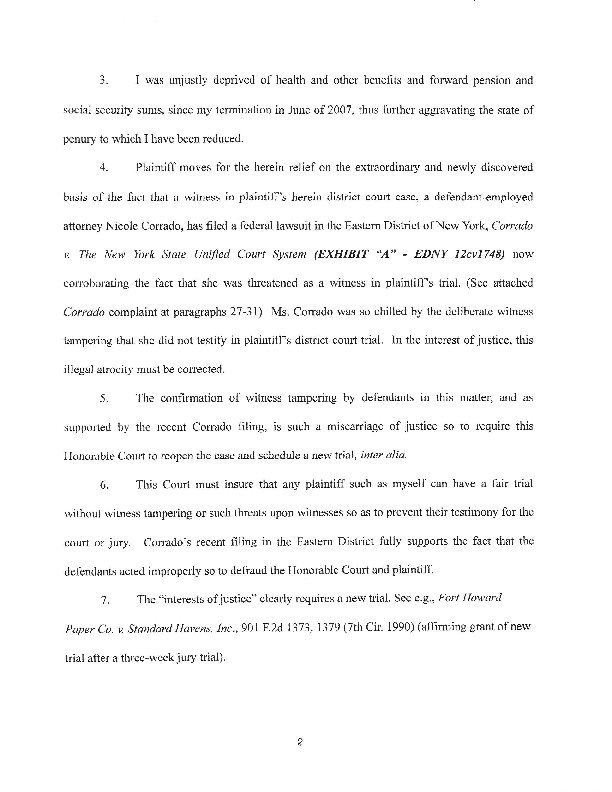 3. I was unjustly deprived of health and other benefits and forward pension and
social security sums, since my termination in June of 2007, thus further aggravating the state of
penury to which I have been reduced.
4. Plaintiff moves for the herein relief on the extraordinary and newly discovered
basis of the fact that a witness in plaintiff's herein district court case, a defendant-employed
attorney Nicole Corrado, has filed a federal lawsuit in the Eastern District of New York, Corrado
v. The New York State Unified Court System (EXHIBIT "A" - EDNY 12cv1748) now
corroborating the fact that she was threatened as a witness in plaintiff's trial. (See attached
Corrado complaint at paragraphs 27-31) Ms. Corrado was so chilled by the deliberate witness
tampering that she did not testify in plaintiff's district court trial. In the interest of justice, this
illegal atrocity must be corrected.
5. The confirmation of witness tampering by defendants in this matter, and as
supported by the recent Corrado filing, is such a miscarriage of justice so to require this
Honorable Court to reopen the case and schedule a new trial, inter alia.
6. This Court must insure that any plaintiff such as myself can have a fair trial
without witness tampering or such threats upon witnesses so as to prevent their testimony for the
court or jury. Corrado's recent filing in the Eastern District fully supports the fact that the
defendants acted improperly so to defraud the Honorable Court and plaintiff.
7. The "interests of justice" clearly requires a new trial. See e.g., Fort Howard
Paper Co. v. Standard Havens, Inc., 901 F.2d 1373, 1379 (7th Cir. 1990) (affirming grant of new
trial after a three-week jury trial).
2